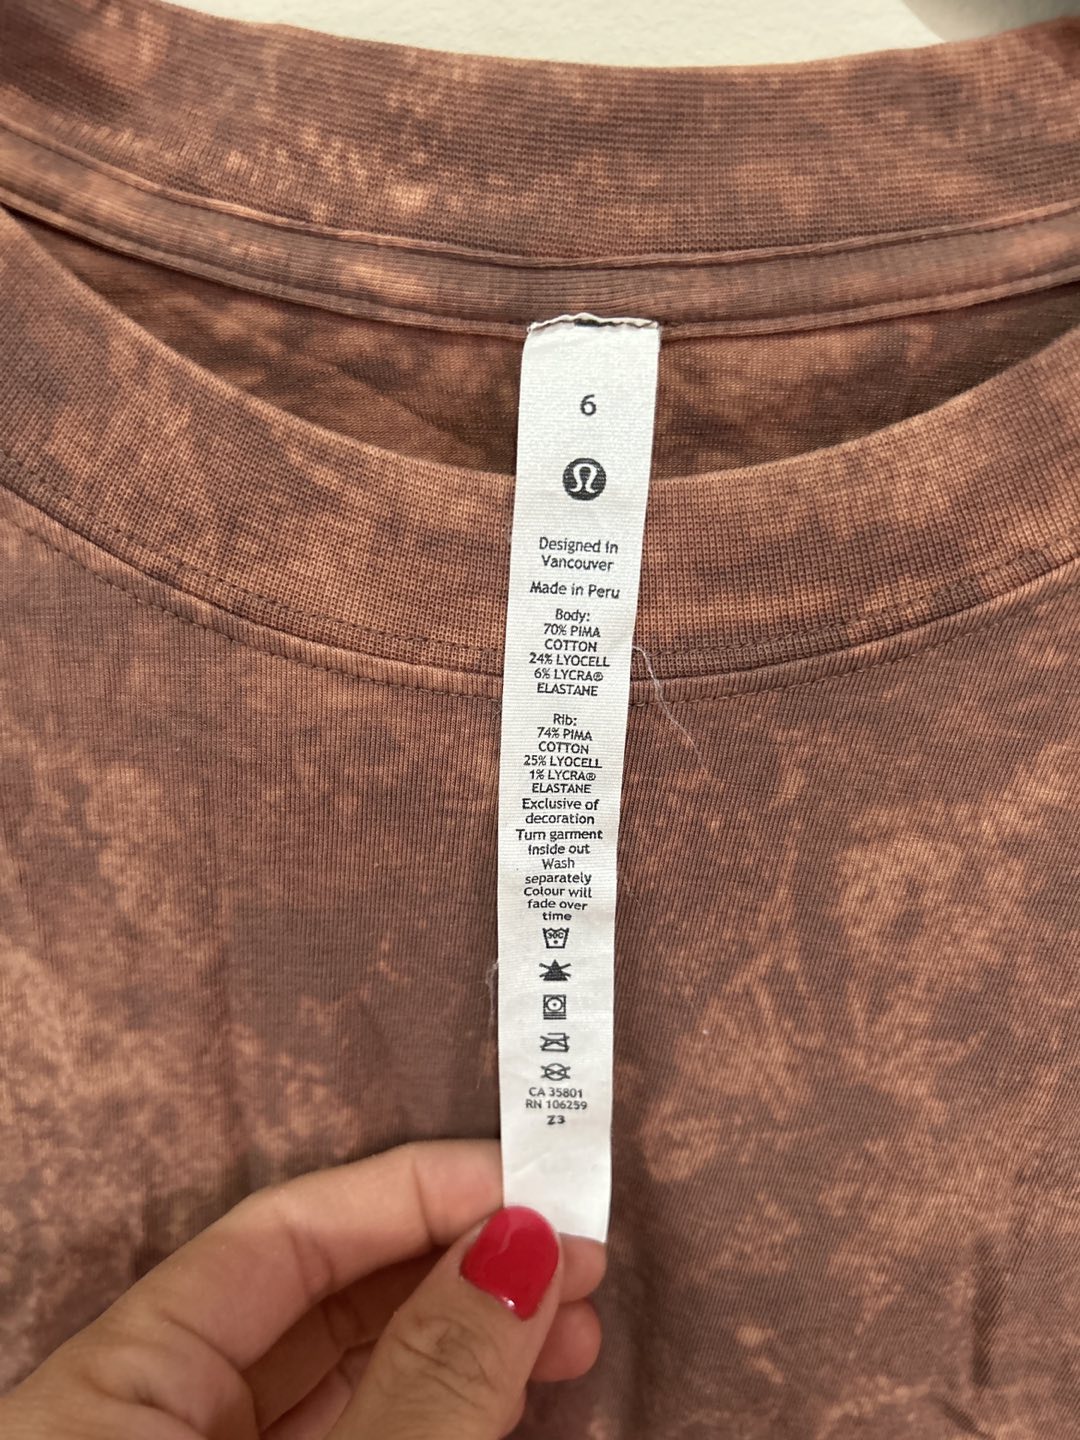 6
Designed in
Vancouver
Made in Peru
Body:
70% PIMA
COTTON
24% LYOCELL
6% LYCRA®
ELASTANE
Rib:
74% PIMA
COTTON
25% LYOCELL
1% LYCRA®
ELASTANE
Exclusive of
decoration
Turn garment
inside out
Wash
separately
Colour will
fade over
time
30C
CA 35801
RN 106259
Z3